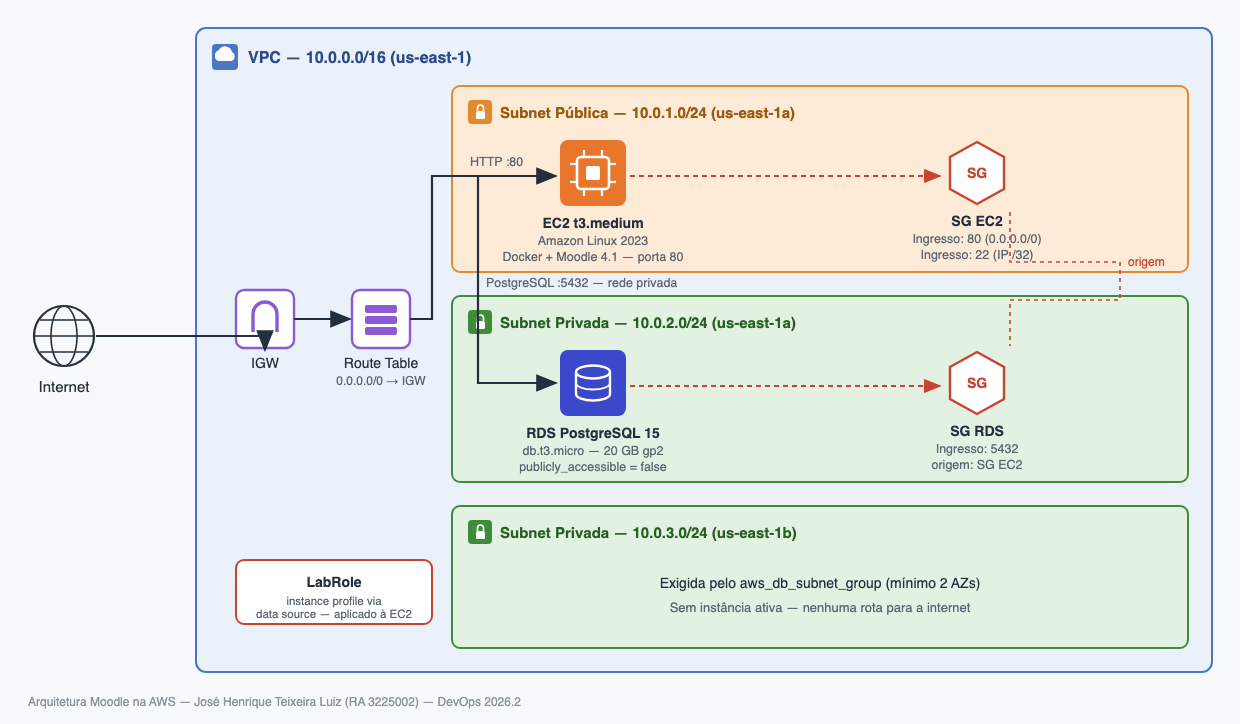 VPC — 10.0.0.0/16 (us-east-1)
Subnet Pública — 10.0.1.0/24 (us-east-1a)
HTTP :80
SG
EC2 t3.medium
Amazon Linux 2023
Docker + Moodle 4.1 — porta 80
SG EC2
Ingresso: 80 (0.0.0.0/0)
Ingresso: 22 (IP /32)
origem
PostgreSQL :5432 — rede privada
Subnet Privada — 10.0.2.0/24 (us-east-1a)
Internet
IGW
Route Table
0.0.0.0/0 → IGW
SG
RDS PostgreSQL 15
db.t3.micro — 20 GB gp2
publicly_accessible = false
SG RDS
Ingresso: 5432
origem: SG EC2
Subnet Privada — 10.0.3.0/24 (us-east-1b)
Exigida pelo aws_db_subnet_group (mínimo 2 AZs)
Sem instância ativa — nenhuma rota para a internet
LabRole
instance profile via
data source — aplicado à EC2
Arquitetura Moodle na AWS — José Henrique Teixeira Luiz (RA 3225002) — DevOps 2026.2